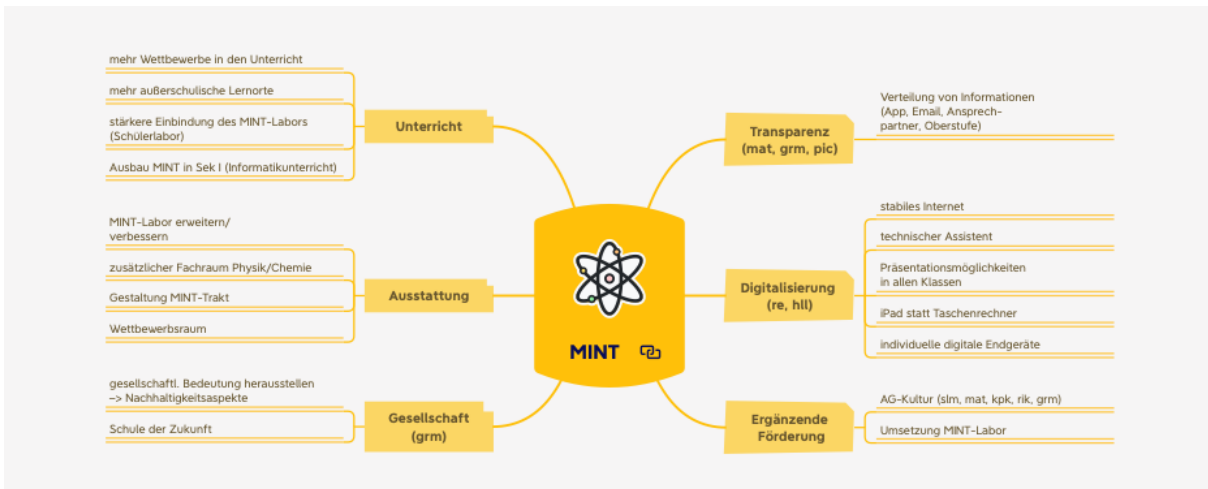 mehr Wettbewerbe in den Unterricht
mehr außerschulische Lernorte
stärkere Einbindung des MINT-Labors
(Schülerlabor)
Ausbau MINT in Sek I (Informatikunterricht)
Unterricht
MINT-Labor erweitern/
verbessern
zusätzlicher Fachraum Physik/Chemie
Gestaltung MINT-Trakt
Wettbewerbsraum
Ausstattung
gesellschaftl. Bedeutung herausstellen
–> Nachhaltigkeitsaspekte
Schule der Zukunft
Gesellschaft
(grm)
MINT
Transparenz
(mat, grm, pic)
Verteilung von Informationen
(App, Email, Ansprech-
partner, Oberstufe)
Digitalisierung
(re, hll)
stabiles Internet
technischer Assistent
Präsentationsmöglichkeiten
in allen Klassen
iPad statt Taschenrechner
individuelle digitale Endgeräte
Ergänzende
Förderung
AG-Kultur (slm, mat, kpk, rik, grm)
Umsetzung MINT-Labor